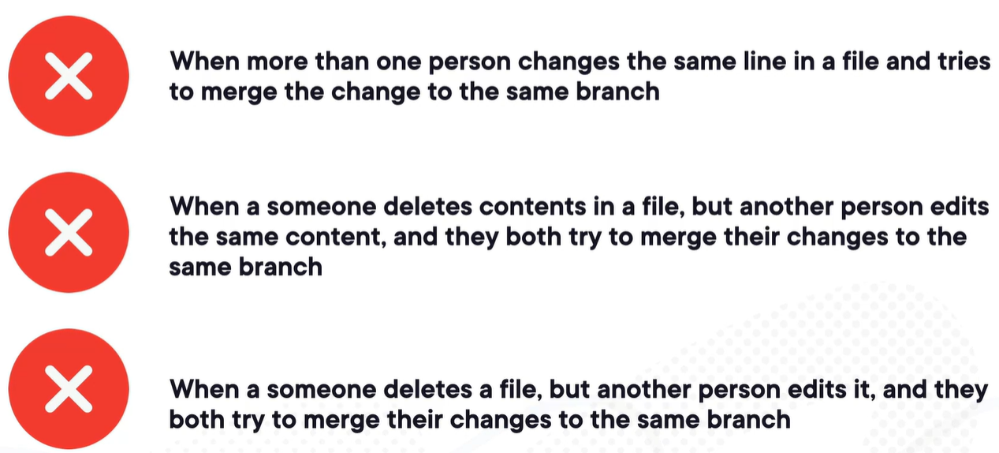 When more than one person changes the same line in a file and tries
to merge the change to the same branch
When a someone deletes contents in a file, but another person edits
the same content, and they both try to merge their changes to the
same branch
When a someone deletes a file, but another person edits it, and they
both try to merge their changes to the same branch